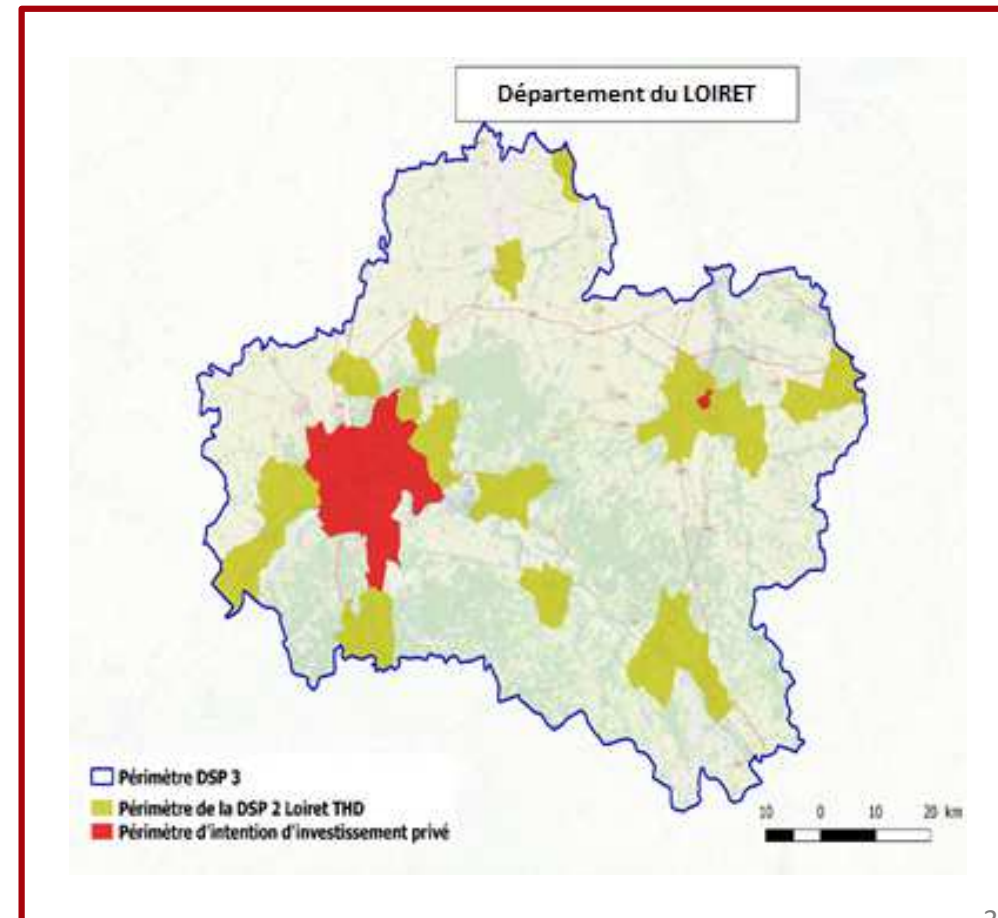 Département du LOIRET
Périmètre DSP 3
Périmètre de la DSP 2 Loiret THD
Périmètre d'intention d'investissement privé
10 0 10 20 km